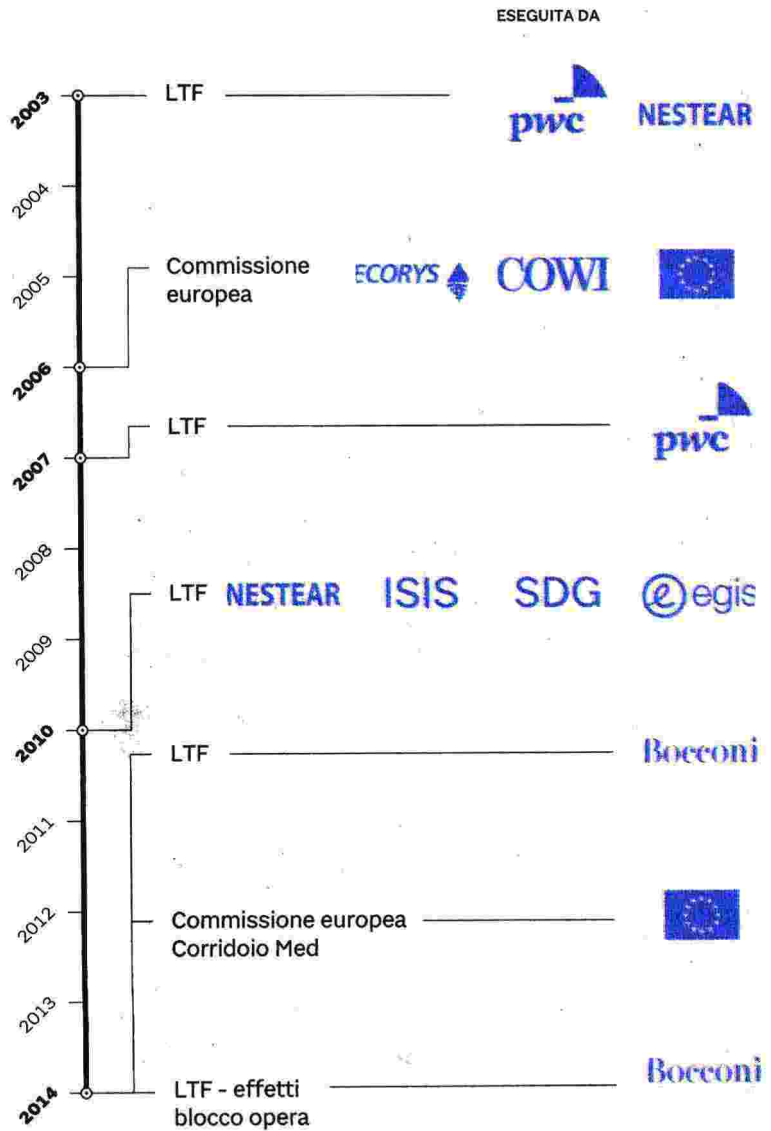 ESEGUITA DA
2003
LTF
pwc
NESTEAR
2004
2005
Commissione
europea
ECORYS
COWI
2006
LTF
pwc
2007
2008
LTF
NESTEAR
ISIS
SDG
e egis
2009
2010
LTF
Bocconi
2011
2012
Commissione europea
Corridoio Med
2013
2014
LTF - effetti
blocco opera
Bocconi